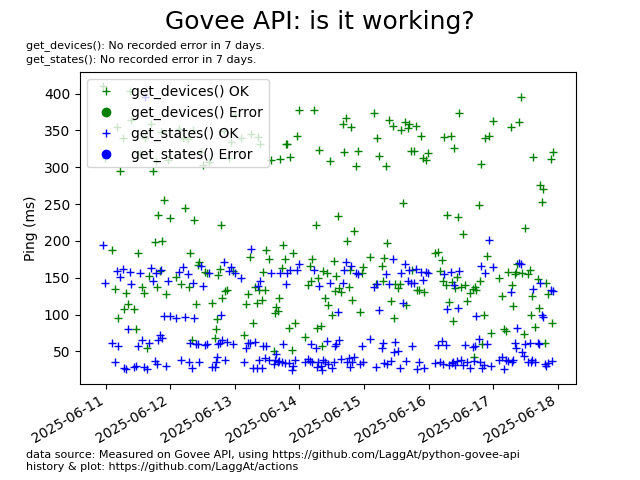 Govee API: is it working?
get_devices(): No recorded error in 7 days.
get_states(): No recorded error in 7 days.
get_devices() OK
get_devices() Error
get_states() OK
get_states() Error
Ping (ms)
400
350
300
250
200
150
100
50
2025-06-11
2025-06-12
2025-06-13
2025-06-14
2025-06-15
2025-06-16
2025-06-17
2025-06-18
data source: Measured on Govee API, using https://github.com/LaggAt/python-govee-api
history & plot: https://github.com/LaggAt/actions